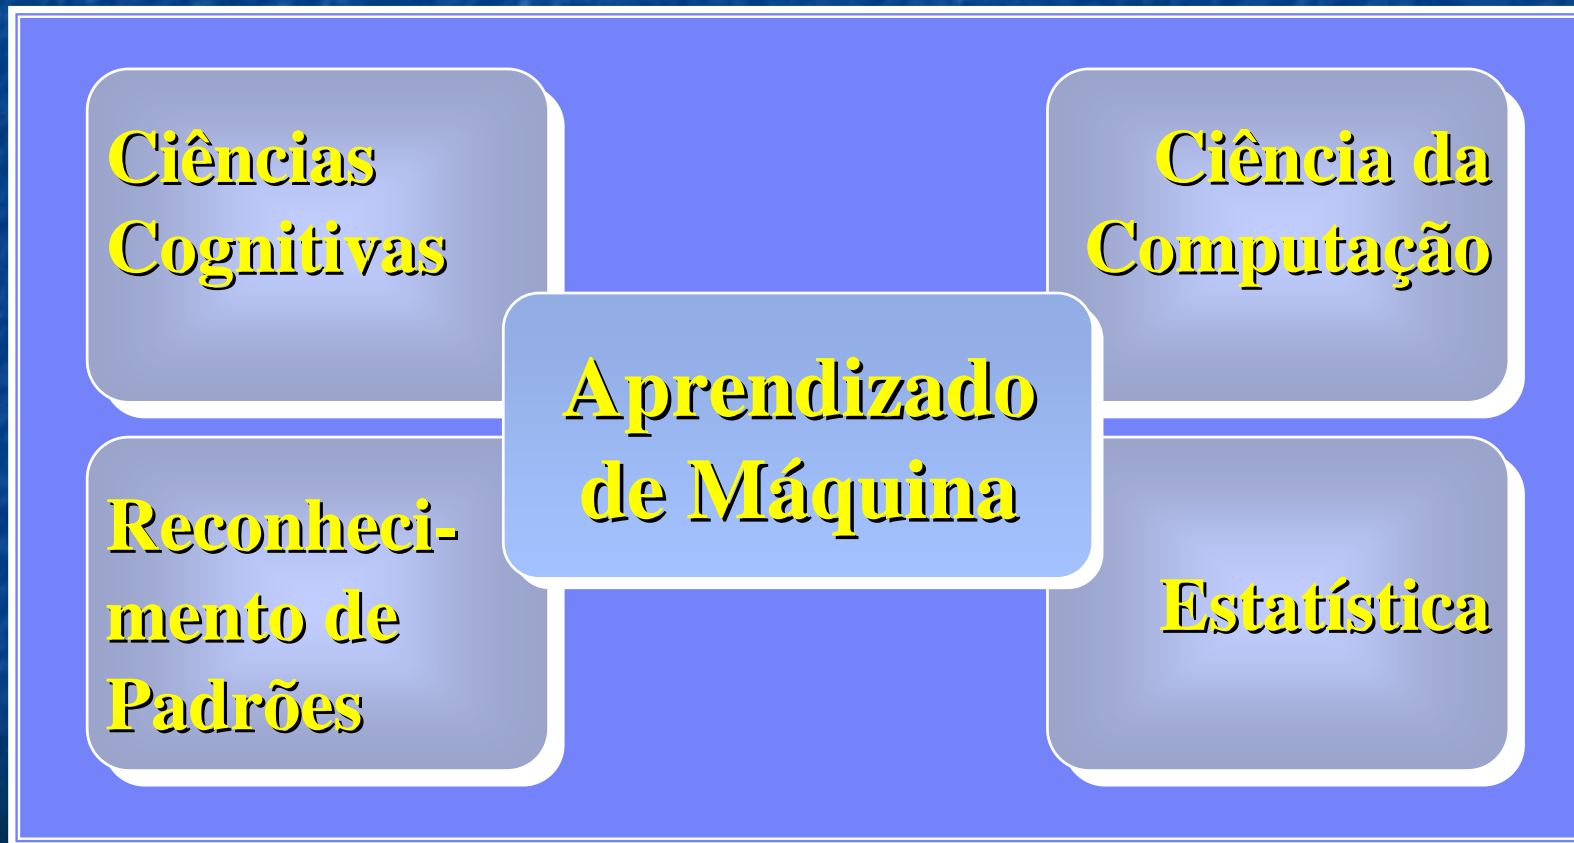 Ciências
Cognitivas
Ciência da
Computação
Aprendizado
de Máquina
Reconheci-
mento de
Padrões
Estatística